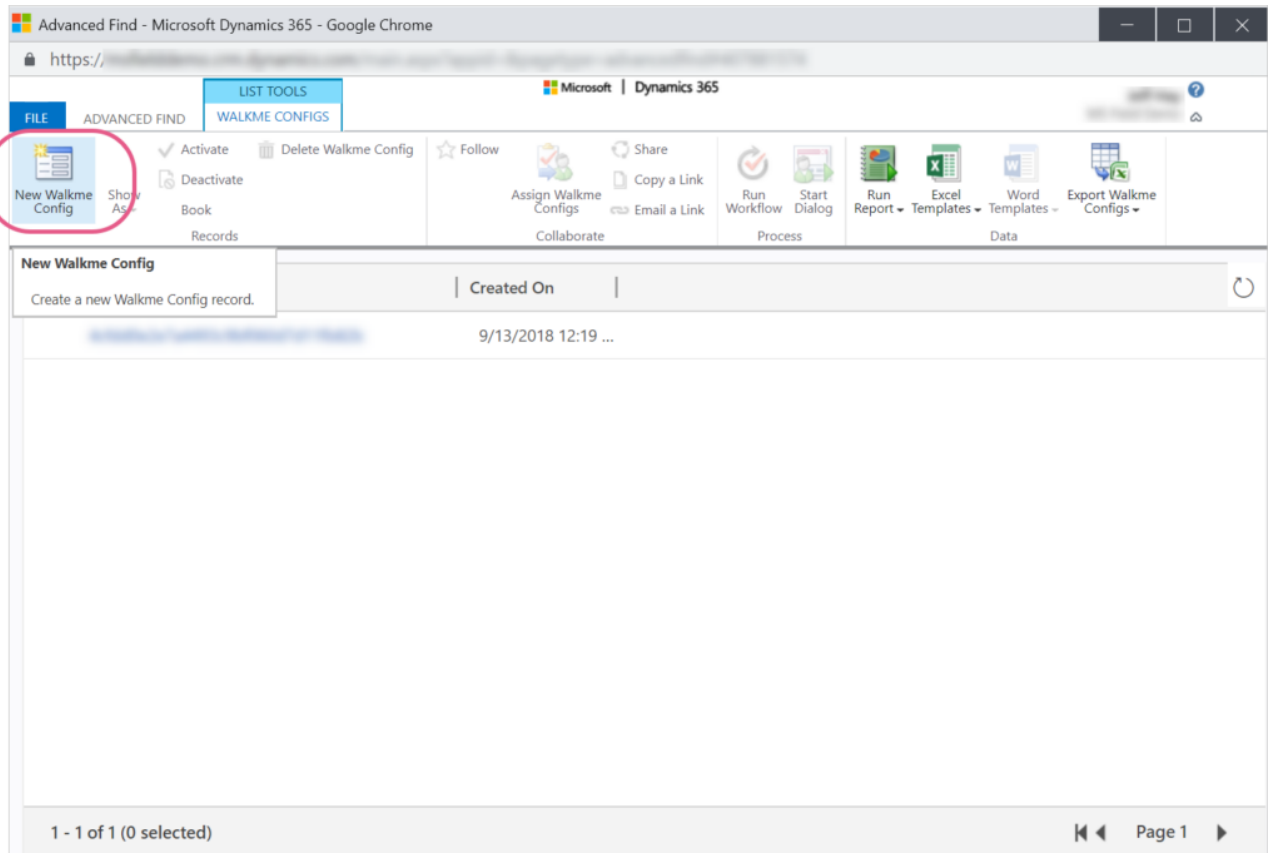 Advanced Find - Microsoft Dynamics 365 - Google Chrome
https://
LIST TOOLS
Microsoft | Dynamics 365
FILE ADVANCED FIND WALKME CONFIGS
New Walkme Config
Show As
Activate
Deactivate
Book
Delete Walkme Config
Records
Follow
Assign Walkme Configs
Share
Copy a Link
Email a Link
Collaborate
Run Workflow
Start Dialog
Process
Run Report
Excel Templates
Word Templates
Export Walkme Configs
Data
New Walkme Config
Create a new Walkme Config record.
Created On
9/13/2018 12:19 ...
1 - 1 of 1 (0 selected)
Page 1